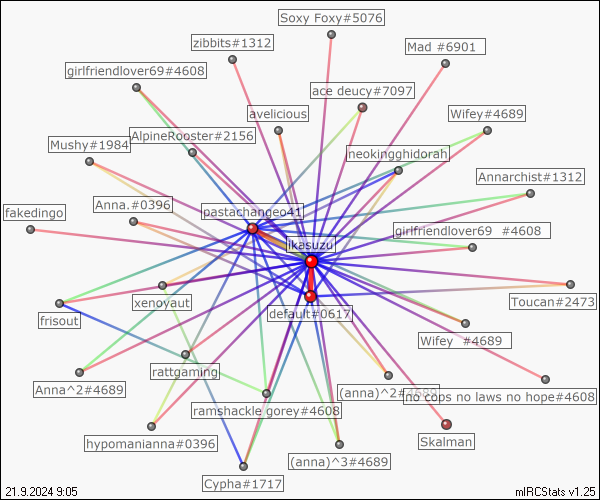 Soxy Foxy#5076
zibbits#1312
Mad #6901
girlfriendlover69#4608
ace deucy#7097
avelicious
Wifey#4689
AlpineRooster#2156
Mushy#1984
neokingghidorah
Annarchist#1312
Anna.#0396
pastachangeo41
fakedingo
girlfriendlover69 #4608
ikasuzu
xenoyaut
Toucan#2473
frisout
default#0617
Wifey #4689
rattgaming
Anna^2#4689
(anna)^2#4689
no cops no laws no hope#4608
ramshackle gorey#4608
hypomanianna#0396
Skalman
(anna)^3#4689
Cypha#1717
21.9.2024 9:05
mIRCStats v1.25